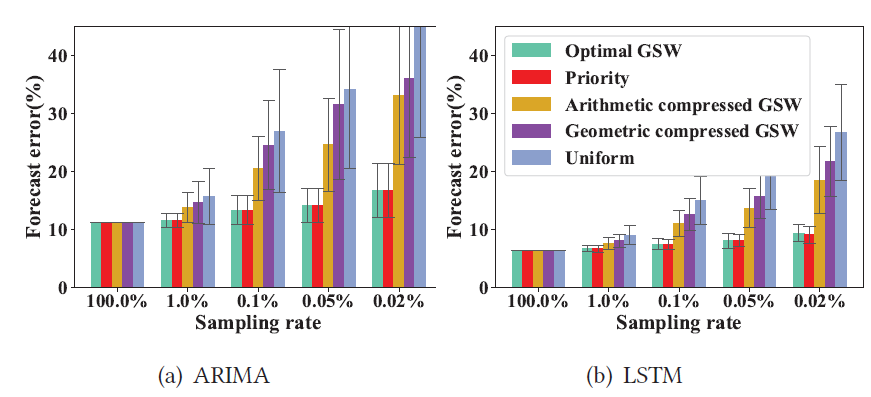 40
30
20
10
0
Forecast error(%)
100.0% 1.0% 0.1% 0.05% 0.02%
Sampling rate
(a) ARIMA
40
30
20
10
0
Forecast error(%)
Optimal GSW
Priority
Arithmetic compressed GSW
Geometric compressed GSW
Uniform
100.0% 1.0% 0.1% 0.05% 0.02%
Sampling rate
(b) LSTM